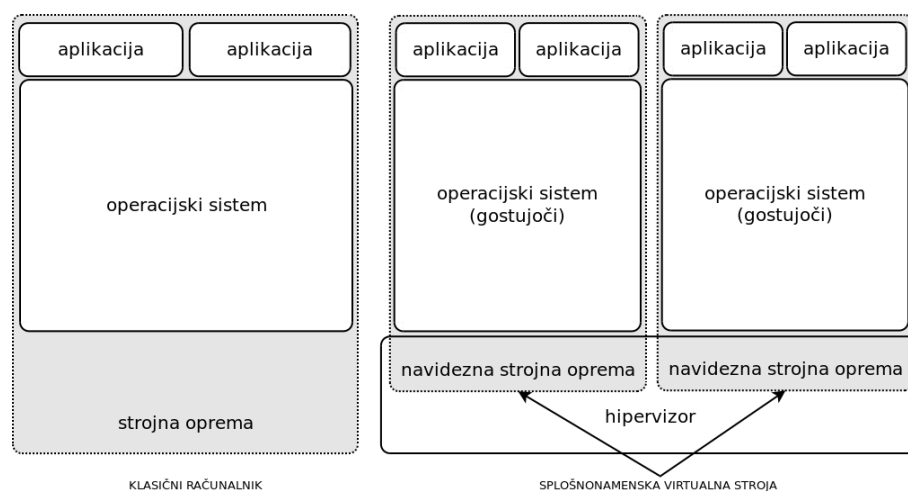 aplikacija
aplikacija
operacijski sistem
strojna oprema
KLASIČNI RAČUNALNIK
aplikacija
aplikacija
operacijski sistem
(gostujoči)
navidezna strojna oprema
aplikacija
aplikacija
operacijski sistem
(gostujoči)
navidezna strojna oprema
hipervizor
SPLOŠNONAMENSKA VIRTUALNA STROJA